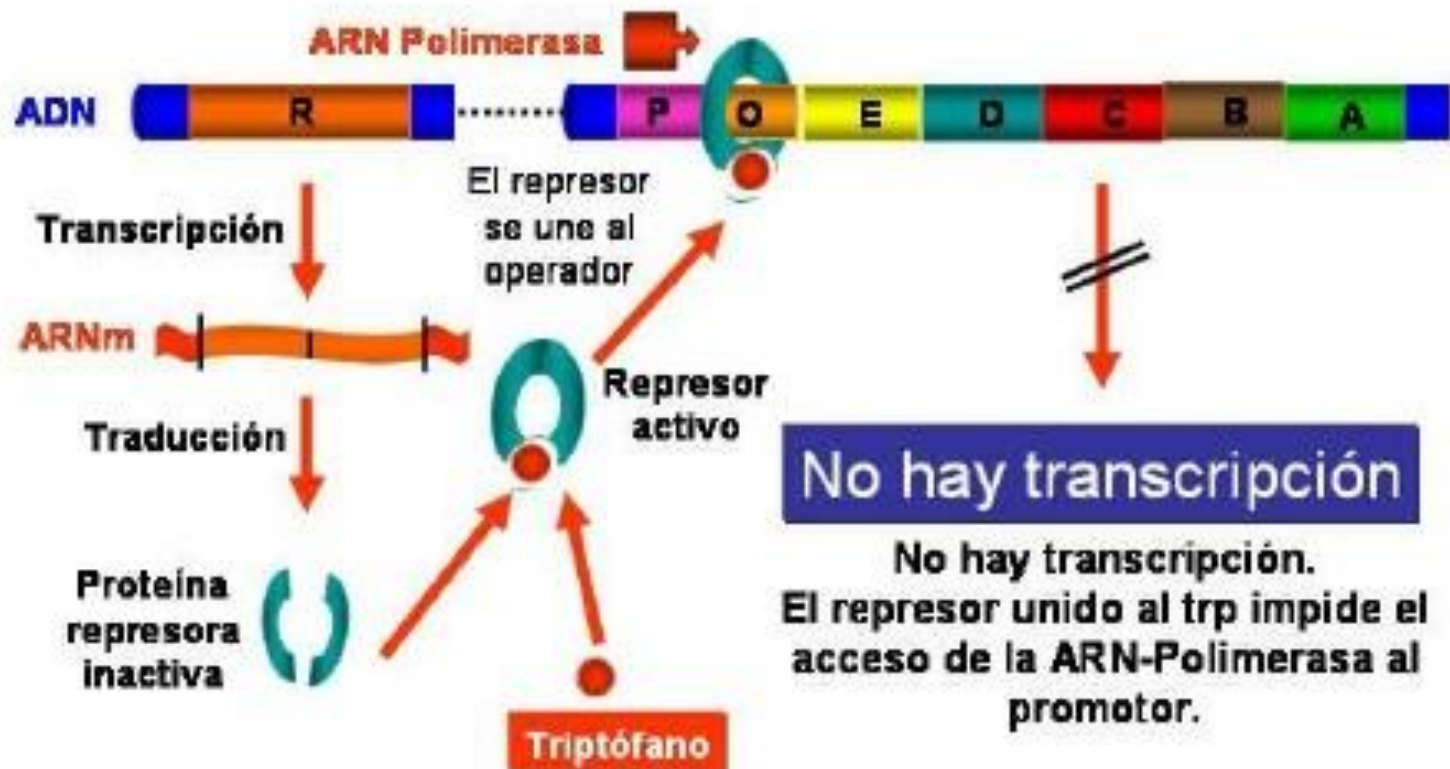 ARN Polimerasa
ADN
R
P
O
E
D
C
B
A
Transcripción
El represor
se une al
operador
ARNm
Represor
activo
Traducción
No hay transcripción
Proteína
represora
inactiva
No hay transcripción.
El represor unido al trp impide el
acceso de la ARN-Polimerasa al
promotor.
Triptófano